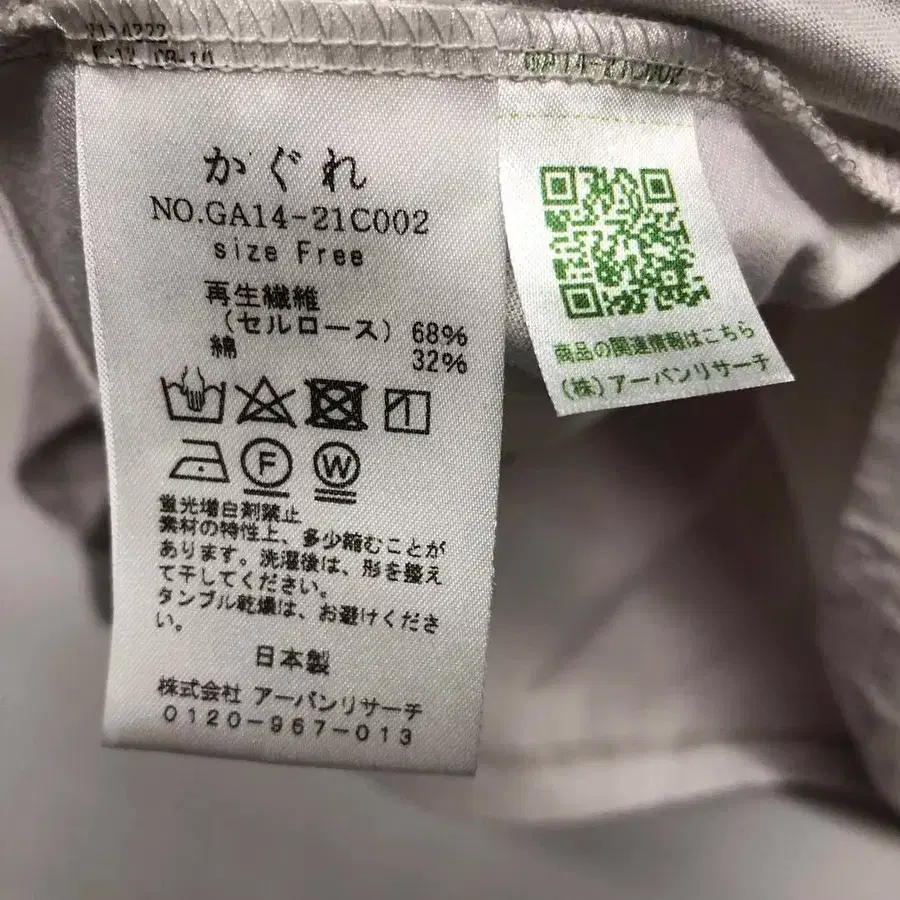 かぐれ
NO.GA14-21C002
size Free
再生繊維
(セルロース) 68%
綿 32%
F
W
蛍光増白剤禁止
素材の特性上、多少縮むことが
あります。洗濯後は、形を整え
て干してください。
タンブル乾燥は、お避けくださ
い。
日本製
株式会社 アーバンリサーチ
0120-967-013
GA14-21C002
商品の関連情報はこちら
(株)アーバンリサーチ